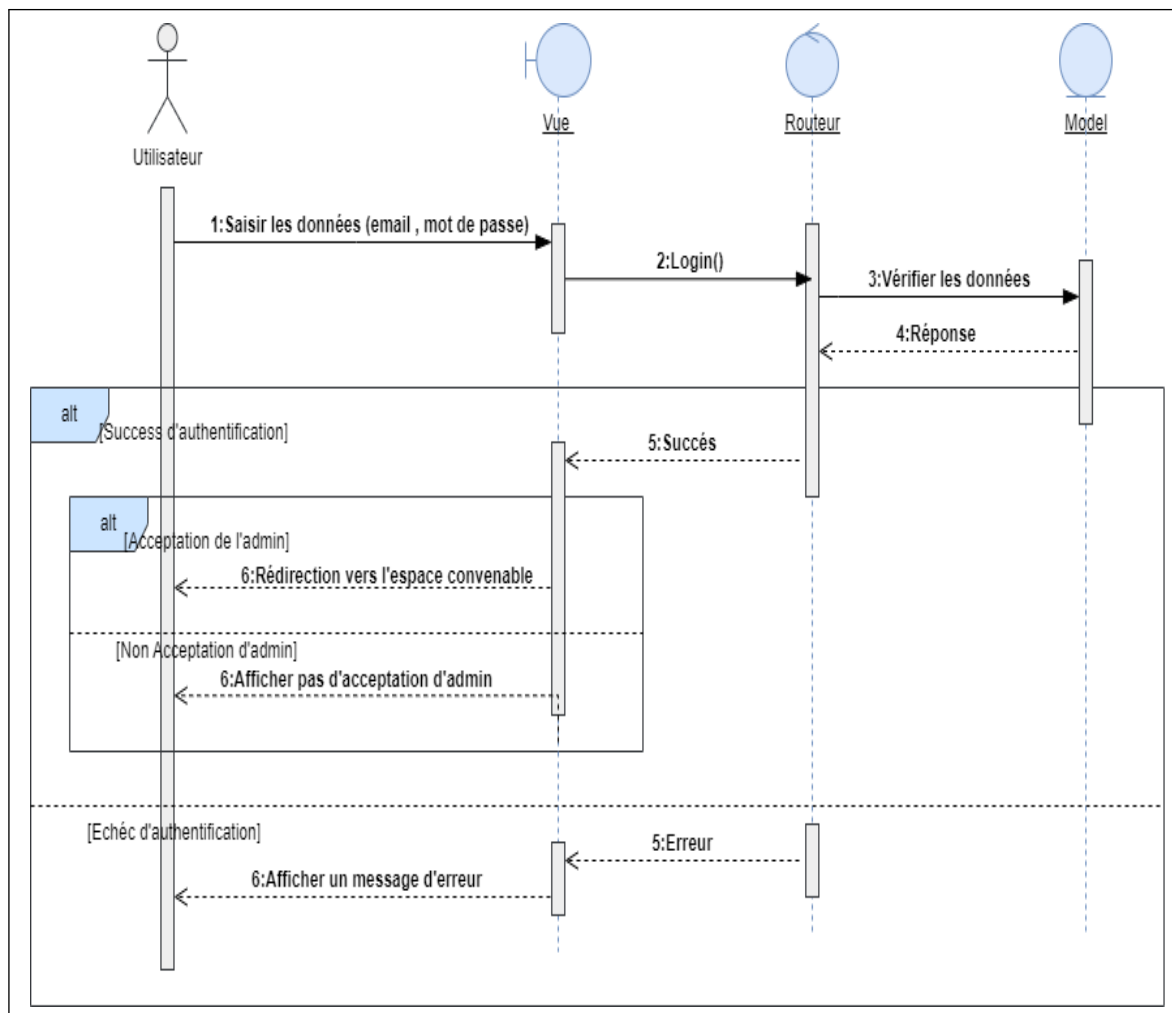 Utilisateur
Vue
Routeur
Model
1:Saisir les données (email , mot de passe)
2:Login()
3:Vérifier les données
4:Réponse
alt
[Success d'authentification]
5:Succés
alt
[Acceptation de l'admin]
6:Rédirection vers l'espace convenable
[Non Acceptation d'admin]
6:Afficher pas d'acceptation d'admin
[Echéc d'authentification]
5:Erreur
6:Afficher un message d'erreur